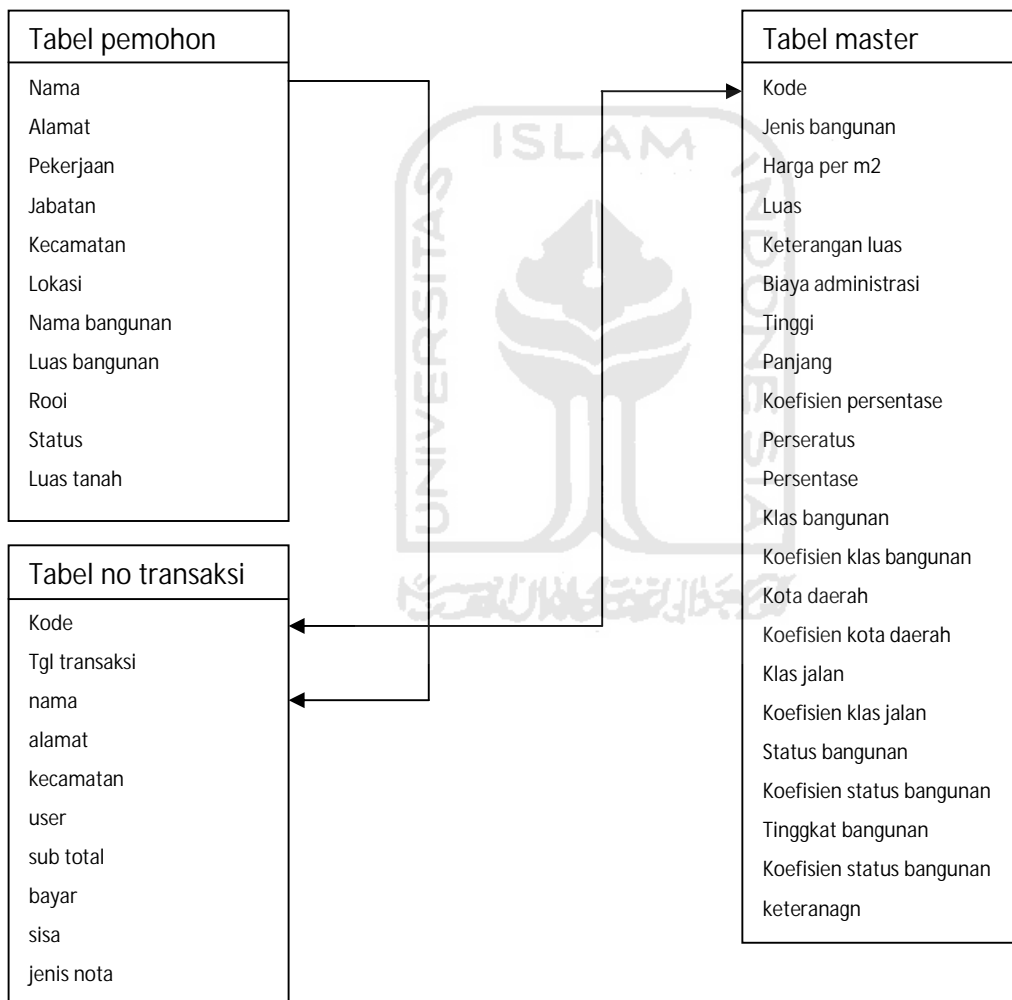 Tabel pemohon
Nama
Alamat
Pekerjaan
Jabatan
Kecamatan
Lokasi
Nama bangunan
Luas bangunan
Rooi
Status
Luas tanah
Tabel no transaksi
Kode
Tgl transaksi
nama
alamat
kecamatan
user
sub total
bayar
sisa
jenis nota
Tabel master
Kode
Jenis bangunan
Harga per m2
Luas
Keterangan luas
Biaya administrasi
Tinggi
Panjang
Koefisien persentase
Perseratus
Persentase
Klas bangunan
Koefisien klas bangunan
Kota daerah
Koefisien kota daerah
Klas jalan
Koefisien klas jalan
Status bangunan
Koefisien status bangunan
Tinggkat bangunan
Koefisien status bangunan
keteranagn
UNIVERSITAS
ISLAM
INDONESIA